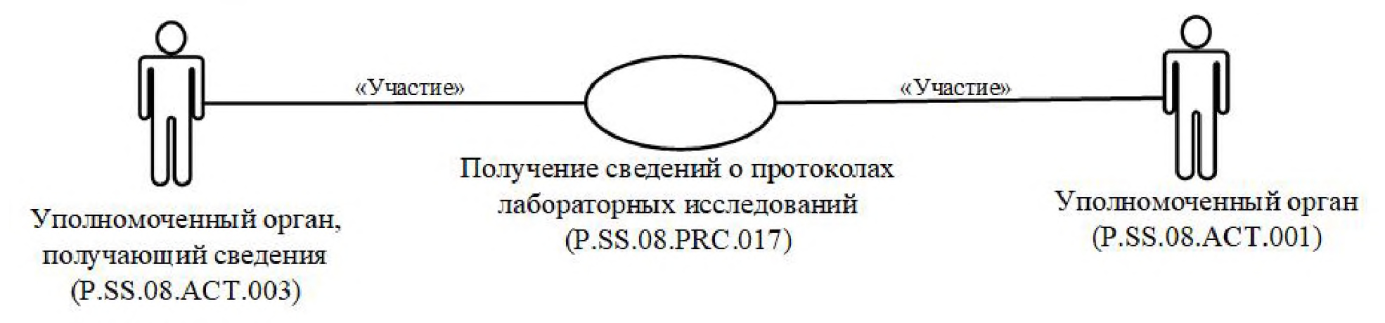 «Участие»
«Участие»
Получение сведений о протоколах
лабораторных исследований
(P.SS.08.PRC.017)
Уполномоченный орган,
получающий сведения
(P.SS.08.ACT.003)
Уполномоченный орган
(P.SS.08.ACT.001)